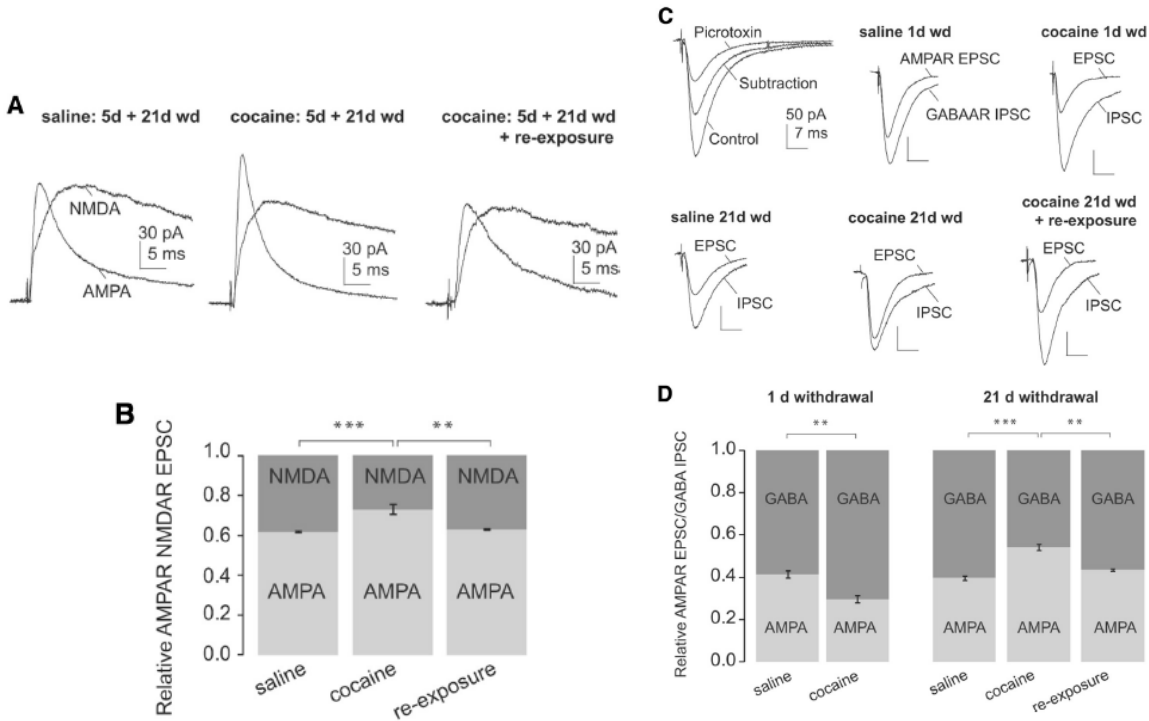 A
saline: 5d + 21d wd
cocaine: 5d + 21d wd
cocaine: 5d + 21d wd
+ re-exposure
NMDA
AMPA
30 pA
5 ms
30 pA
5 ms
30 pA
5 ms
B
Relative AMPAR NMDAR EPSC
1.0
0.8
0.6
0.4
0.2
0.0
***
**
NMDA
NMDA
NMDA
AMPA
AMPA
AMPA
saline
cocaine
re-exposure
C
Picrotoxin
Subtraction
Control
50 pA
7 ms
saline 1d wd
AMPAR EPSC
GABAAR IPSC
cocaine 1d wd
EPSC
IPSC
saline 21d wd
EPSC
IPSC
cocaine 21d wd
EPSC
IPSC
cocaine 21d wd
+ re-exposure
EPSC
IPSC
D
1 d withdrawal
21 d withdrawal
Relative AMPAR EPSC/GABA IPSC
1.0
0.8
0.6
0.4
0.2
0.0
**
***
**
GABA
GABA
GABA
GABA
GABA
AMPA
AMPA
AMPA
AMPA
AMPA
saline
cocaine
saline
cocaine
re-exposure